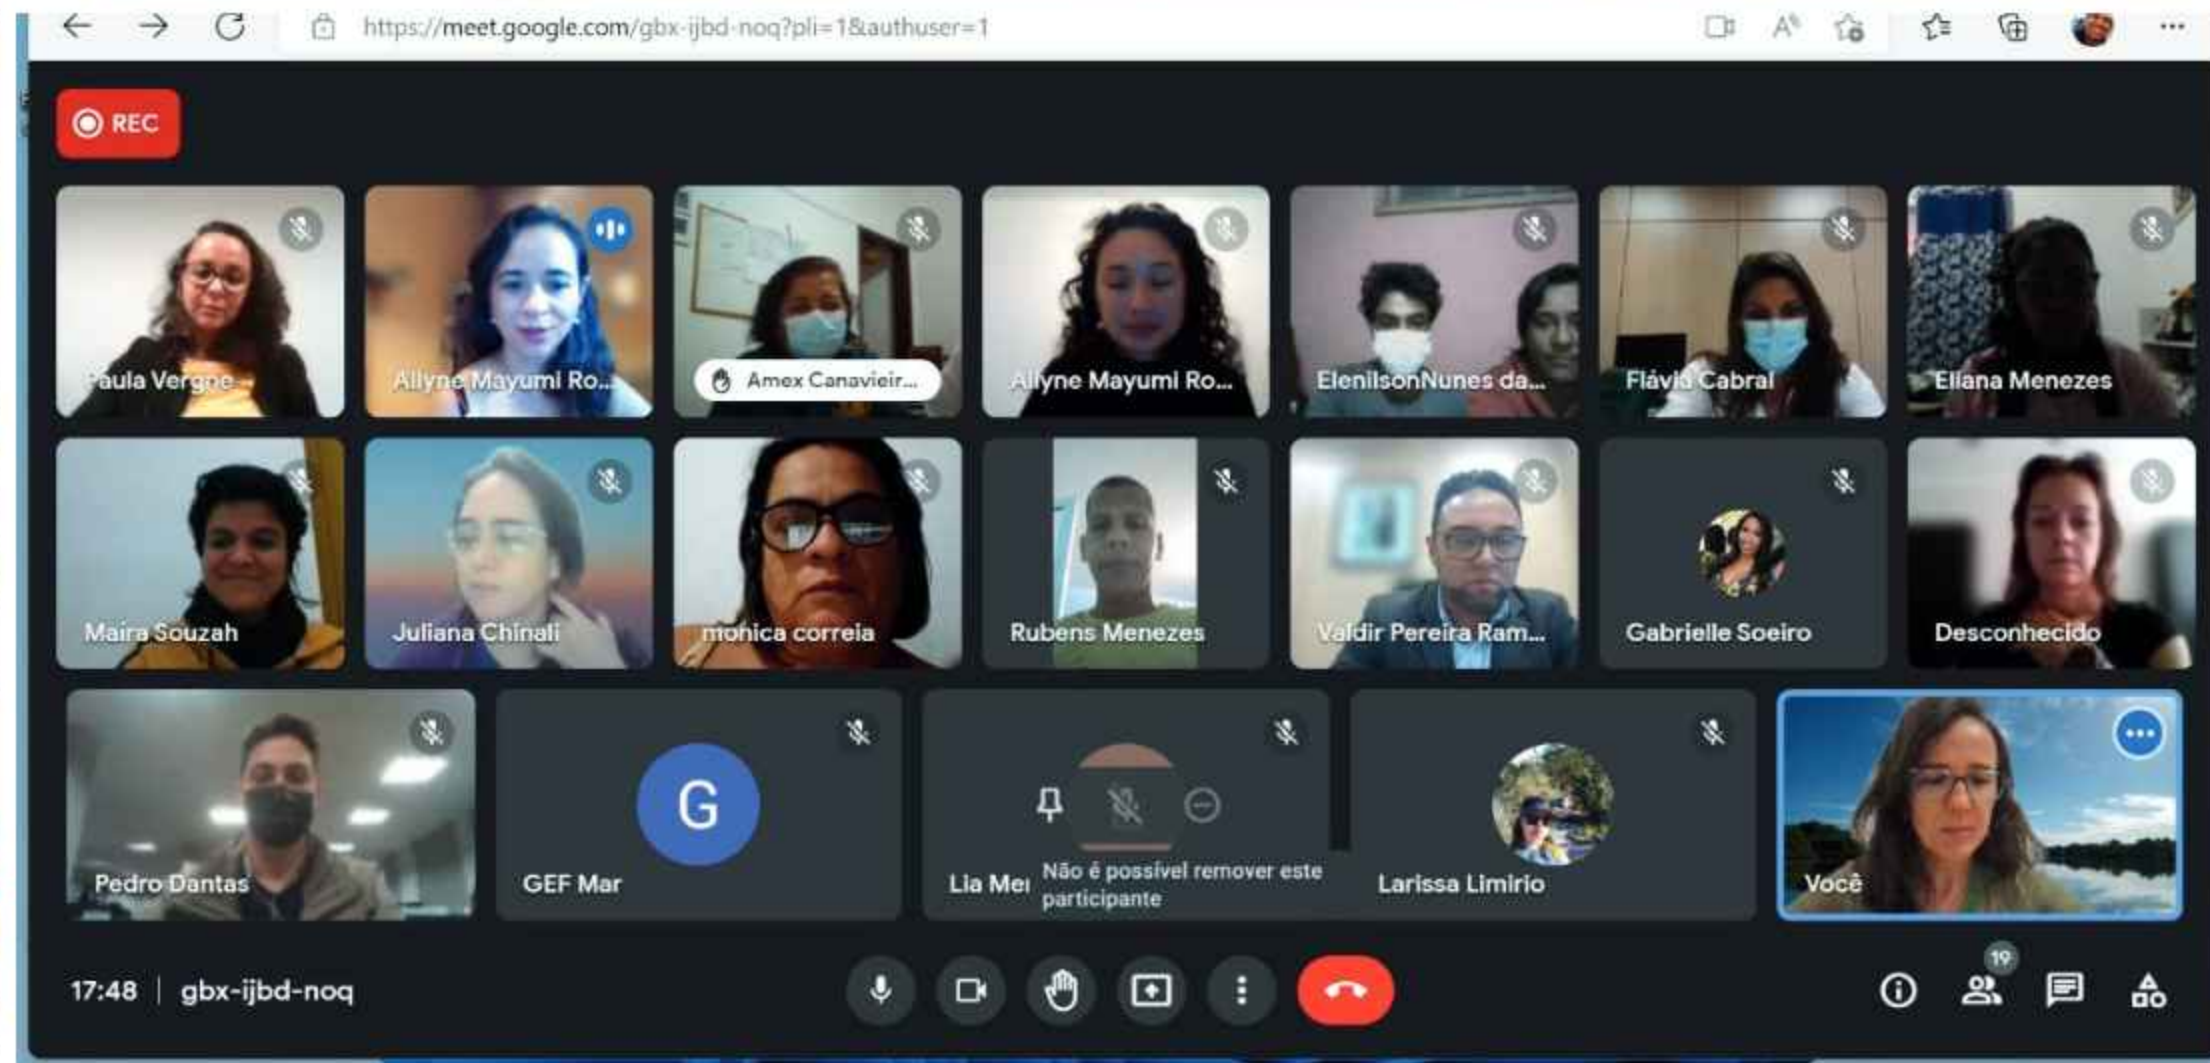 https://meet.google.com/gbx-ijbd-noq?pli=1&authuser=1
REC
Paula Vergne
Allyne Mayumi Ro...
Amex Canavieir...
Allyne Mayumi Ro...
ElenilsonNunes da...
Flávia Cabral
Eliana Menezes
Maira Souzah
Juliana Chinali
monica correia
Rubens Menezes
Valdir Pereira Ram...
Gabrielle Soeiro
Desconhecido
Pedro Dantas
G
GEF Mar
Lia
Não é possível remover este
participante
Larissa Limirio
Você
17:48 | gbx-ijbd-noq
19